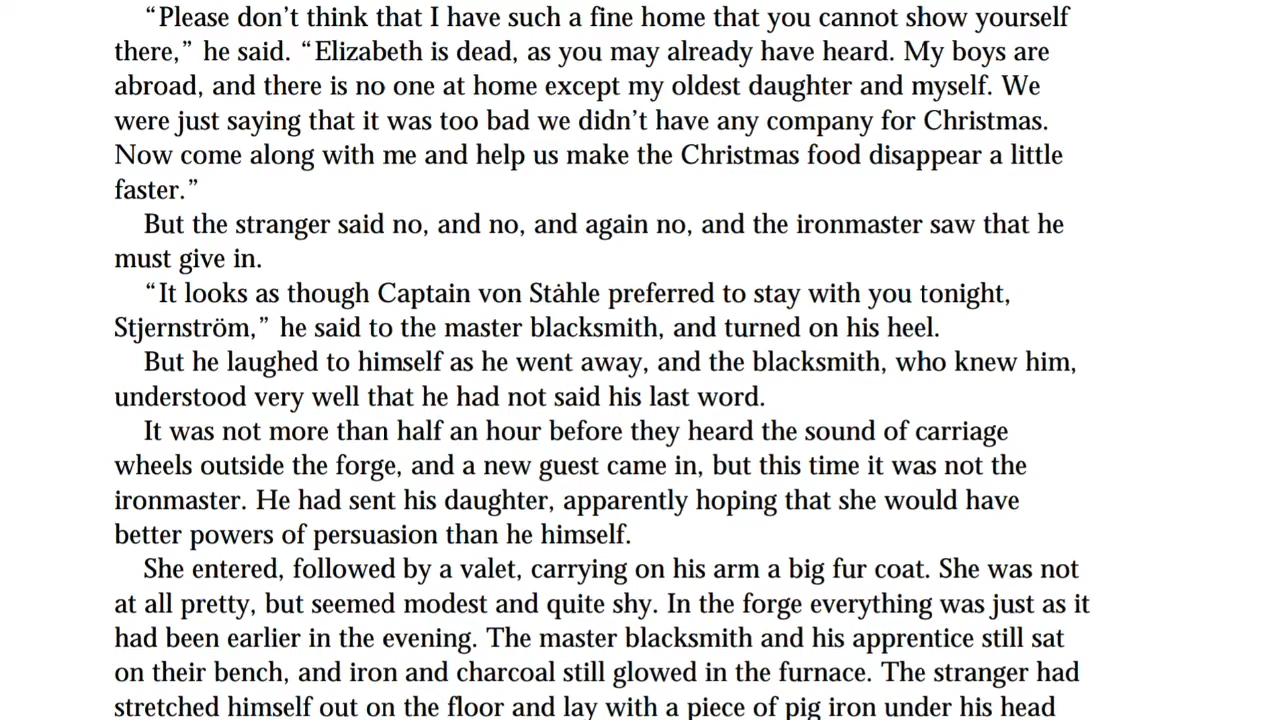 “Please don’t think that I have such a fine home that you cannot show yourself
there,” he said. “Elizabeth is dead, as you may already have heard. My boys are
abroad, and there is no one at home except my oldest daughter and myself. We
were just saying that it was too bad we didn’t have any company for Christmas.
Now come along with me and help us make the Christmas food disappear a little
faster.”
But the stranger said no, and no, and again no, and the ironmaster saw that he
must give in.
“It looks as though Captain von Ståhle preferred to stay with you tonight,
Stjernström,” he said to the master blacksmith, and turned on his heel.
But he laughed to himself as he went away, and the blacksmith, who knew him,
understood very well that he had not said his last word.
It was not more than half an hour before they heard the sound of carriage
wheels outside the forge, and a new guest came in, but this time it was not the
ironmaster. He had sent his daughter, apparently hoping that she would have
better powers of persuasion than he himself.
She entered, followed by a valet, carrying on his arm a big fur coat. She was not
at all pretty, but seemed modest and quite shy. In the forge everything was just as it
had been earlier in the evening. The master blacksmith and his apprentice still sat
on their bench, and iron and charcoal still glowed in the furnace. The stranger had
stretched himself out on the floor and lay with a piece of pig iron under his head